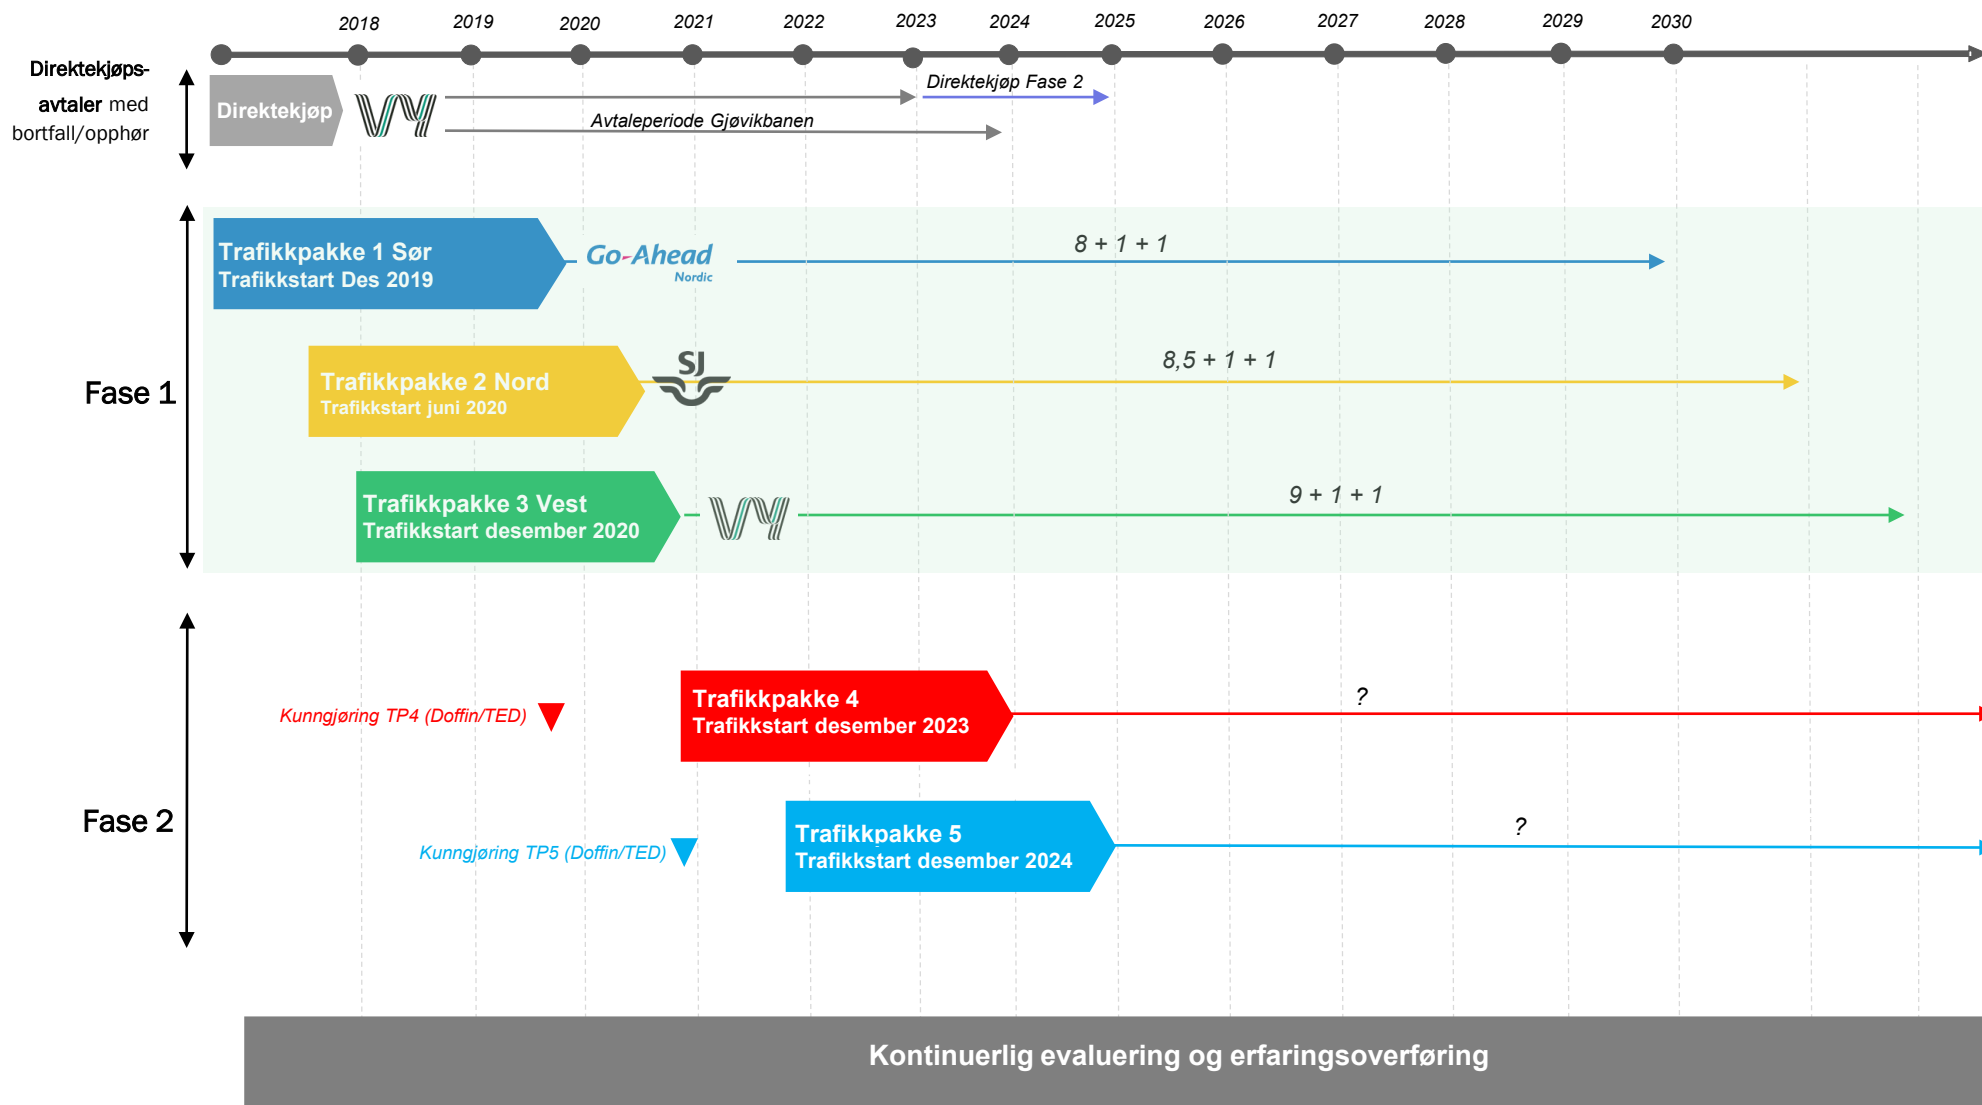 2018 2019 2020 2021 2022 2023 2024 2025 2026 2027 2028 2029 2030
Direktekjøps-
avtaler med
bortfall/opphør
Direktekjøp
VY
Direktekjøp Fase 2
Avtaleperiode Gjøvikbanen
Fase 1
Trafikkpakke 1 Sør
Trafikkstart Des 2019
Go-Ahead
Nordic
8 + 1 + 1
Trafikkpakke 2 Nord
Trafikkstart juni 2020
SJ
8,5 + 1 + 1
Trafikkpakke 3 Vest
Trafikkstart desember 2020
VY
9 + 1 + 1
Fase 2
Kunngjøring TP4 (Doffin/TED)
Trafikkpakke 4
Trafikkstart desember 2023
?
Kunngjøring TP5 (Doffin/TED)
Trafikkpakke 5
Trafikkstart desember 2024
?
Kontinuerlig evaluering og erfaringsoverføring